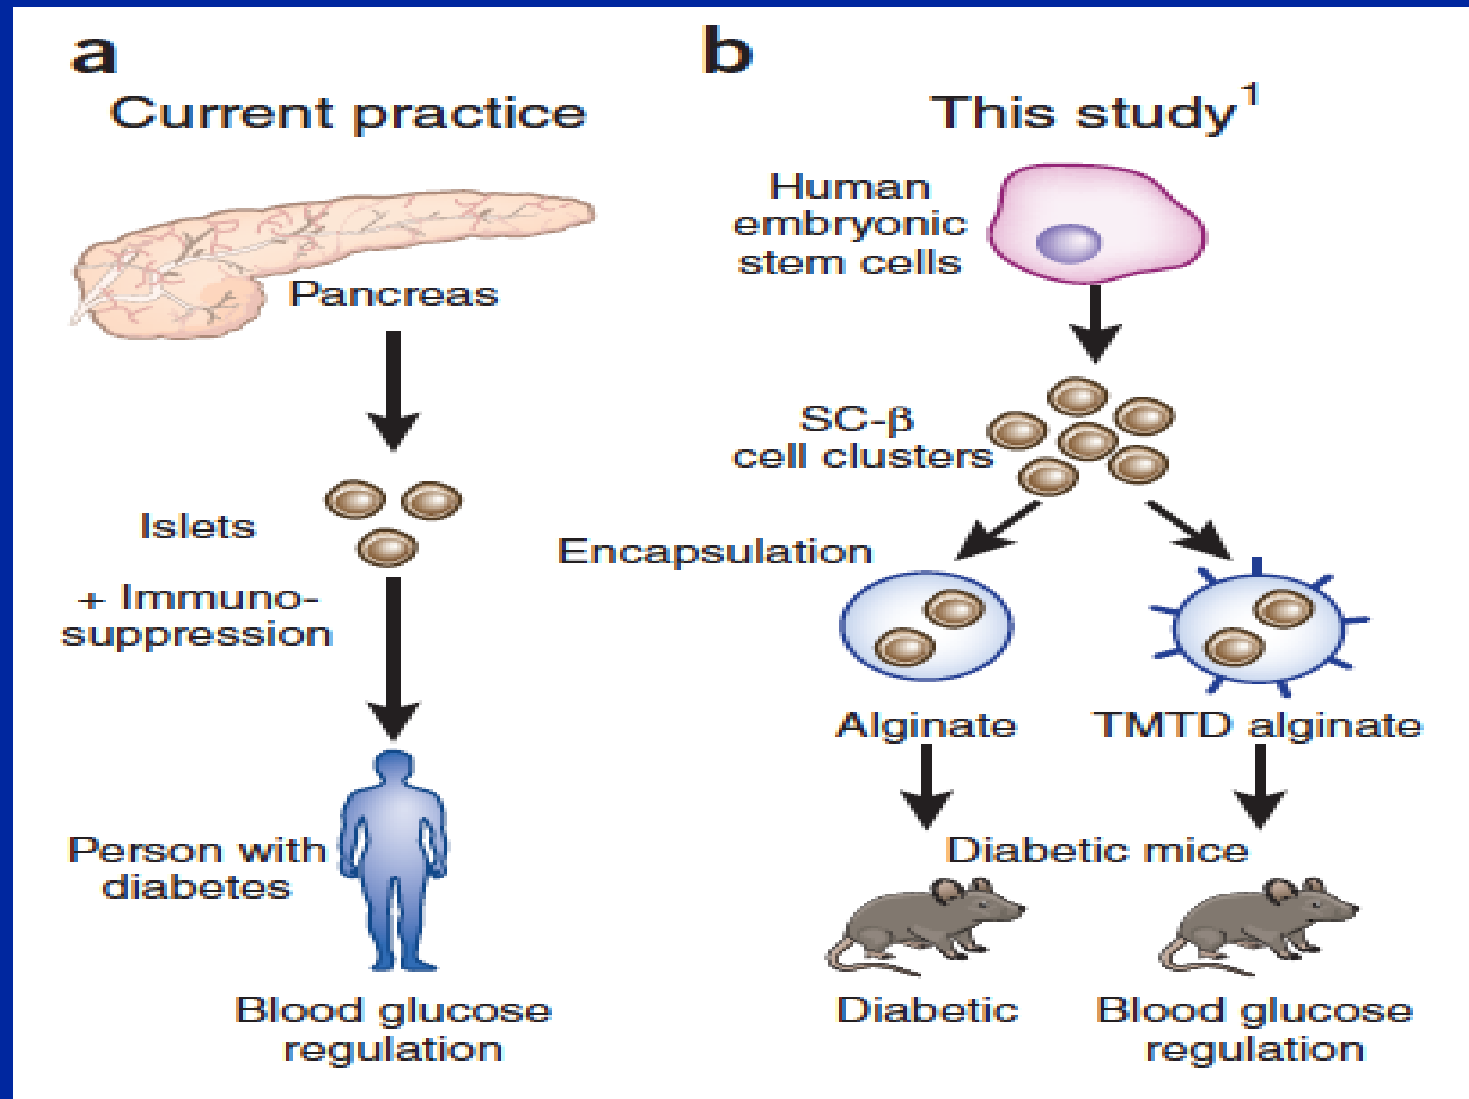 a
Current practice
Pancreas
Islets
+ Immuno-
suppression
Person with
diabetes
Blood glucose
regulation
b
This study¹
Human
embryonic
stem cells
SC-β
cell clusters
Encapsulation
Alginate
TMTD alginate
Diabetic mice
Diabetic
Blood glucose
regulation